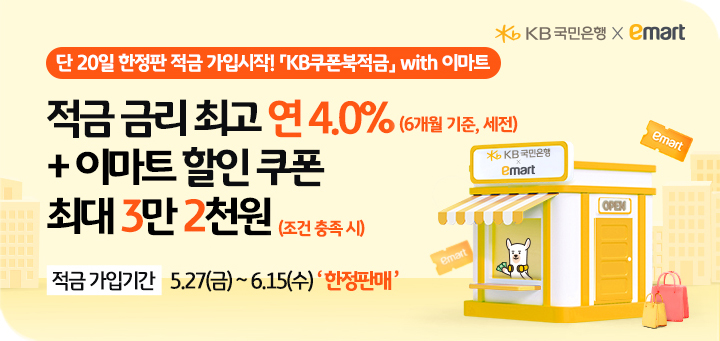 KB국민은행 X emart
단 20일 한정판 적금 가입시작! 「KB쿠폰북적금」 with 이마트
적금 금리 최고 연 4.0% (6개월 기준, 세전)
+ 이마트 할인 쿠폰
최대 3만 2천원 (조건 충족 시)
적금 가입기간 5.27(금) ~ 6.15(수) ‘한정판매’
emart
KB국민은행
x
emart
OPEN
emart